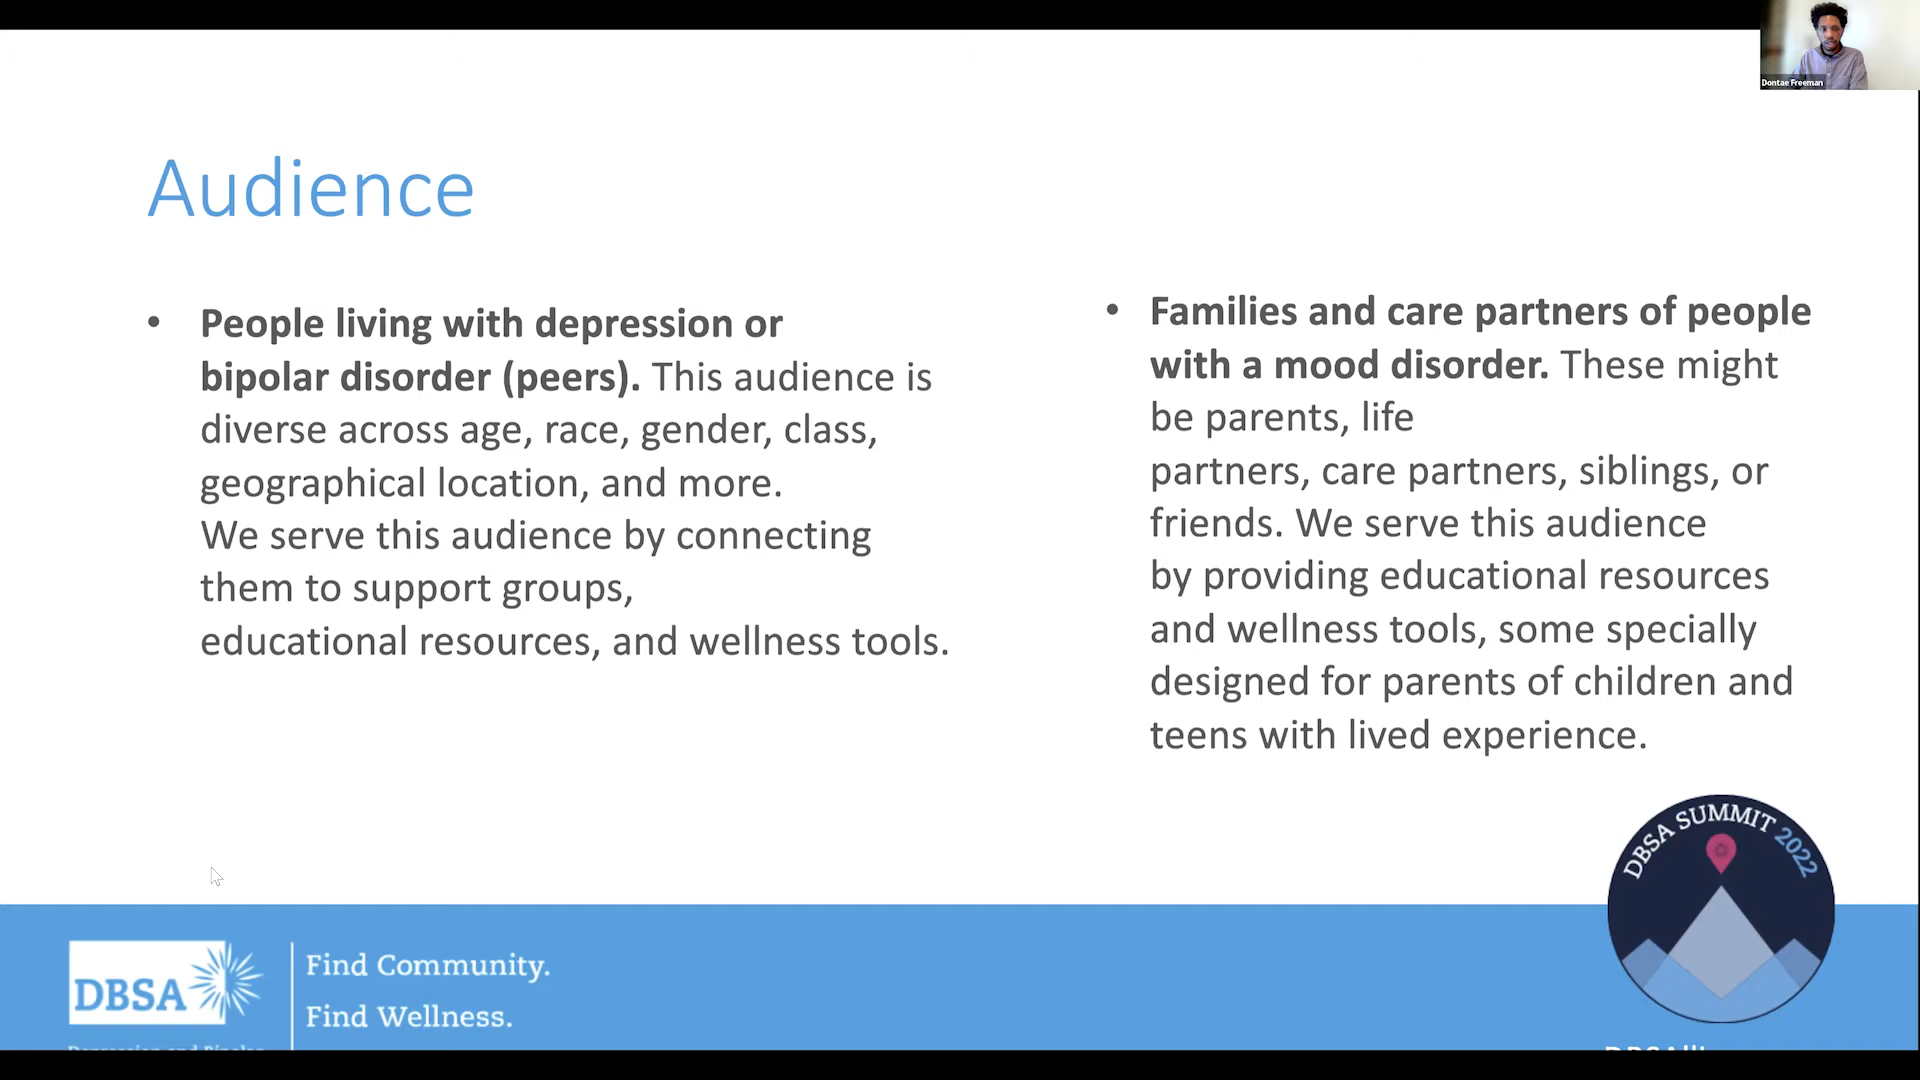 Dontae Freeman
Audience
• People living with depression or
bipolar disorder (peers). This audience is
diverse across age, race, gender, class,
geographical location, and more.
We serve this audience by connecting
them to support groups,
educational resources, and wellness tools.
• Families and care partners of people
with a mood disorder. These might
be parents, life
partners, care partners, siblings, or
friends. We serve this audience
by providing educational resources
and wellness tools, some specially
designed for parents of children and
teens with lived experience.
DBSA SUMMIT 2022
DBSA
Find Community.
Find Wellness.